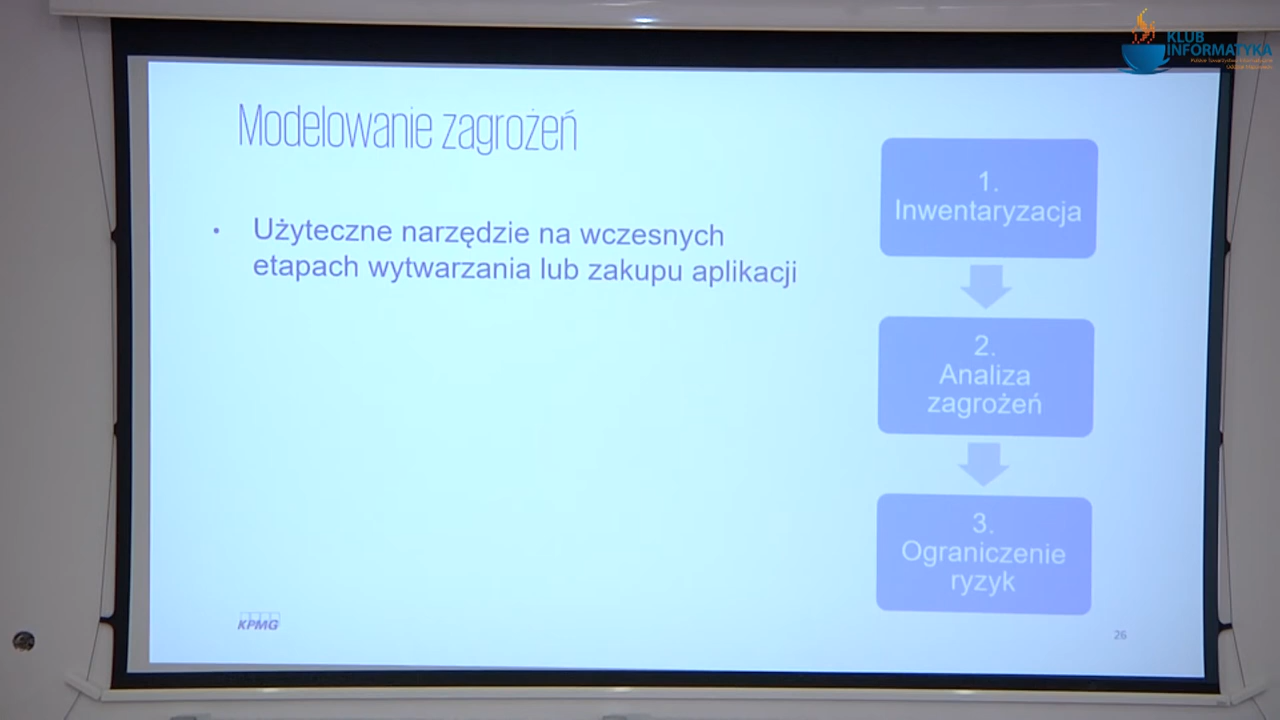 KLUB
INFORMATYKA
Modelowanie zagrożeń
• Użyteczne narzędzie na wczesnych
etapach wytwarzania lub zakupu aplikacji
1.
Inwentaryzacja
2.
Analiza
zagrożeń
3.
Ograniczenie
ryzyk
KPMG
26